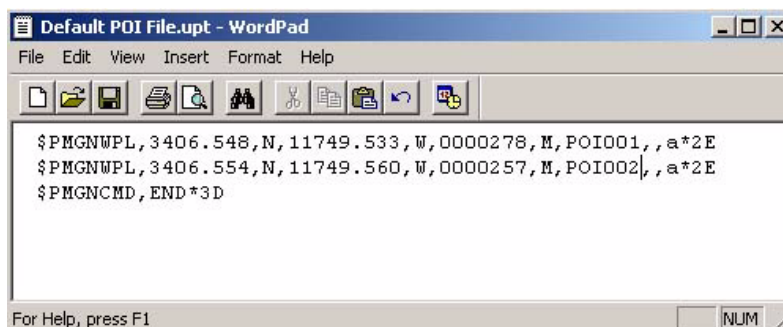 Default POI File.upt - WordPad
File Edit View Insert Format Help
$PMGNWPL,3406.548,N,11749.533,W,0000278,M,POI001,,a*2E
$PMGNWPL,3406.554,N,11749.560,W,0000257,M,POI002,,a*2E
$PMGNCMD,END*3D
For Help, press F1
NUM